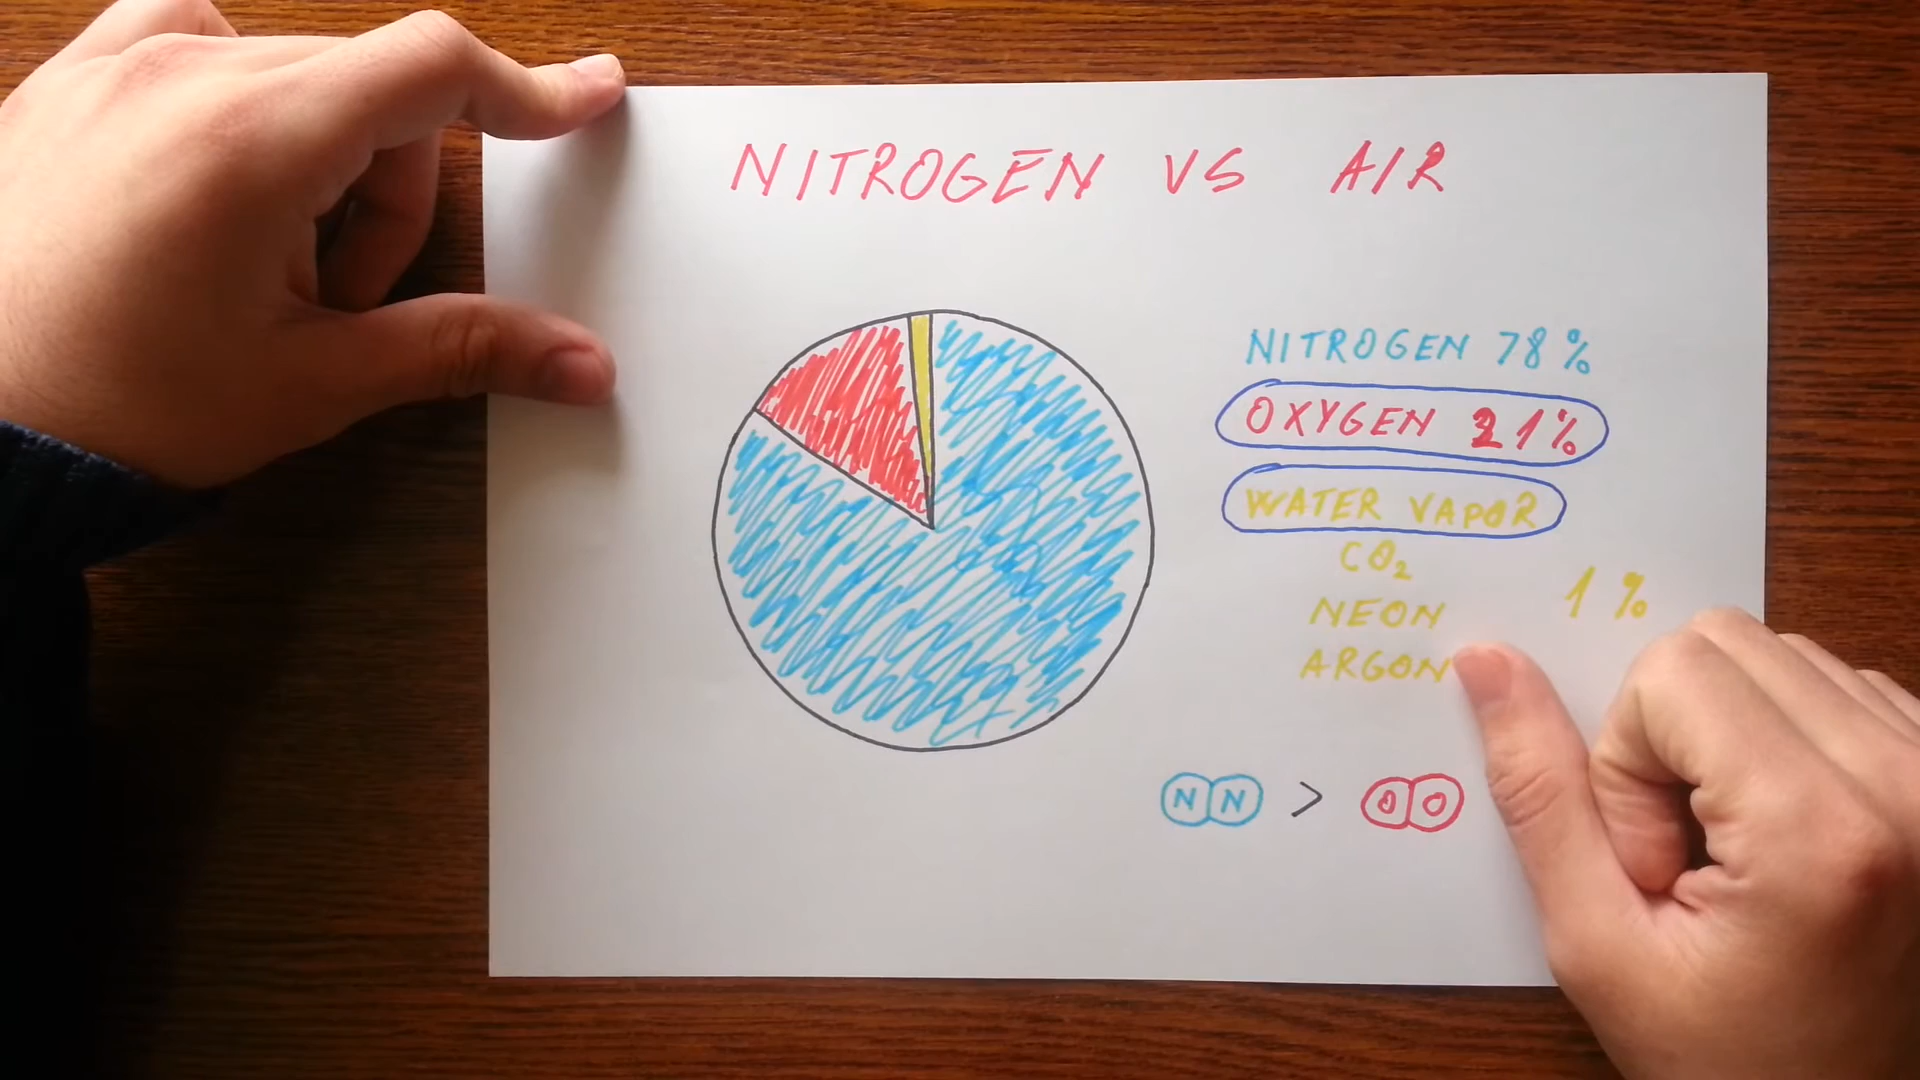 NITROGEN VS AIR
NITROGEN 78%
OXYGEN 21%
WATER VAPOR
CO₂
NEON
ARGON
1%
NN > OO